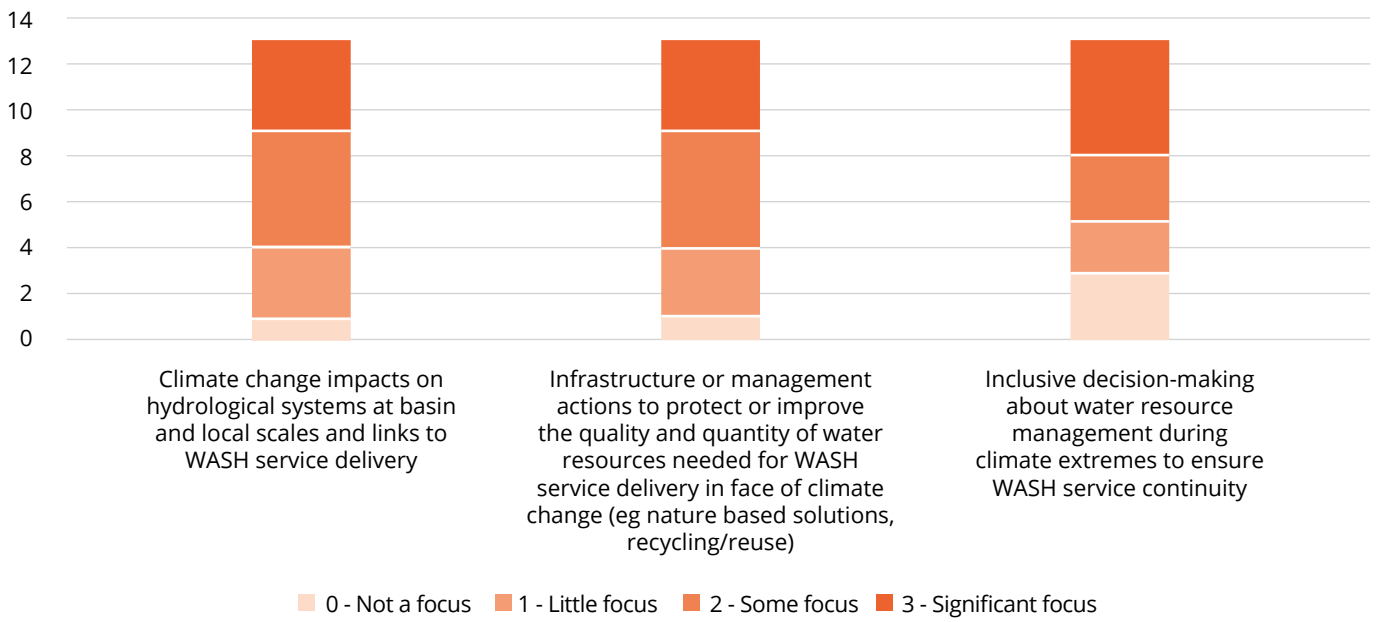 14
12
10
8
6
4
2
0
Climate change impacts on
hydrological systems at basin
and local scales and links to
WASH service delivery
Infrastructure or management
actions to protect or improve
the quality and quantity of water
resources needed for WASH
service delivery in face of climate
change (eg nature based solutions,
recycling/reuse)
Inclusive decision-making
about water resource
management during
climate extremes to ensure
WASH service continuity
0 - Not a focus 1 - Little focus 2 - Some focus 3 - Significant focus